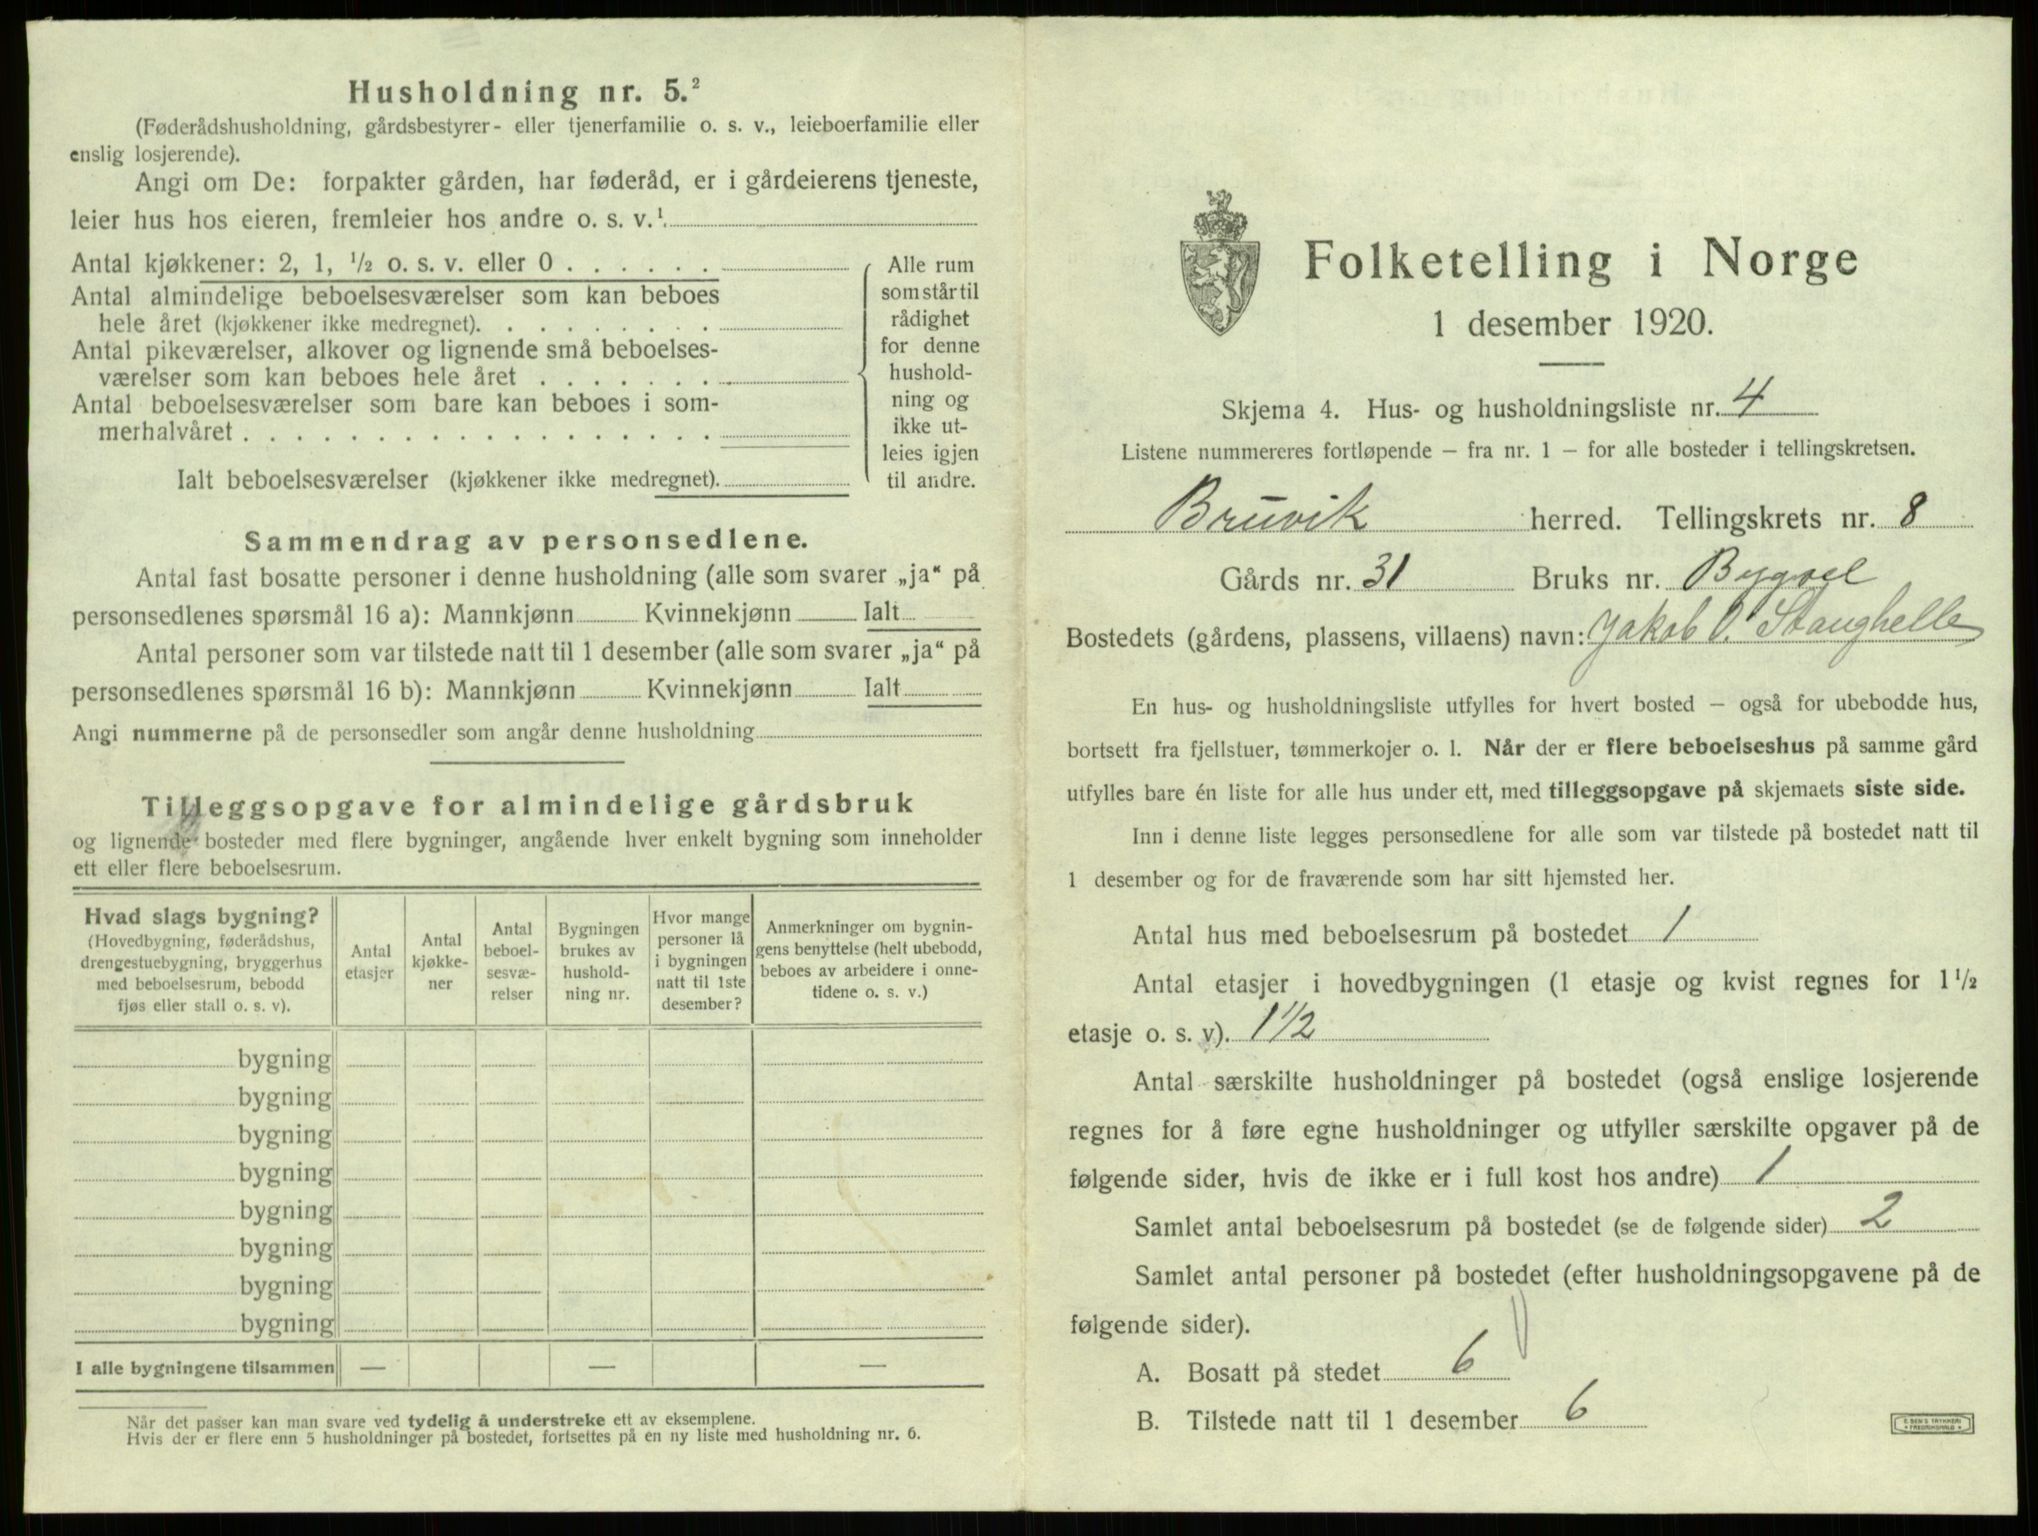 Husholdning nr. 5.²
(Føderådshusholdning, gårdsbestyrer- eller tjenerfamilie o. s. v., leieboerfamilie eller
enslig losjerende).
Angi om De: forpakter gården, har føderåd, er i gårdeierens tjeneste,
leier hus hos eieren, fremleier hos andre o. s. v.¹
Antal kjøkkener: 2, 1, ½ o. s. v. eller 0
Antal almindelige beboelsesværelser som kan beboes
hele året (kjøkkener ikke medregnet).
Antal pikeværelser, alkover og lignende små beboelses-
værelser som kan beboes hele året
Antal beboelsesværelser som bare kan beboes i som-
merhalvåret
Ialt beboelsesværelser (kjøkkener ikke medregnet).
Alle rum
som står til
rådighet
for denne
hushold-
ning og
ikke ut-
leies igjen
til andre.
Sammendrag av personsedlene.
Antal fast bosatte personer i denne husholdning (alle som svarer „ja“ på
personsedlenes spørsmål 16 a): Mannkjønn Kvinnekjønn Ialt
Antal personer som var tilstede natt til 1 desember (alle som svarer „ja“ på
personsedlenes spørsmål 16 b): Mannkjønn Kvinnekjønn Ialt
Angi nummerne på de personsedler som angår denne husholdning
Tilleggsopgave for almindelige gårdsbruk
og lignende bosteder med flere bygninger, angående hver enkelt bygning som inneholder
ett eller flere beboelsesrum.
Hvad slags bygning?
(Hovedbygning, føderådshus,
drengestuebygning, bryggerhus
med beboelsesrum, bebodd
fjøs eller stall o. s. v).
Antal
etasjer
Antal
kjøkke-
ner
Antal
beboel-
sesvæ-
relser
Bygningen
brukes av
hushold-
ning nr.
Hvor mange
personer lå
i bygningen
natt til 1ste
desember?
Anmerkninger om bygnin-
gens benyttelse (helt ubebodd,
beboes av arbeidere i onne-
tidene o. s. v.)
bygning
bygning
bygning
bygning
bygning
bygning
bygning
bygning
I alle bygningene tilsammen — — —
Når det passer kan man svare ved tydelig å understreke ett av eksemplene.
Hvis der er flere enn 5 husholdninger på bostedet, fortsettes på en ny liste med husholdning nr. 6.
Folketelling i Norge
1 desember 1920.
Skjema 4. Hus- og husholdningsliste nr. 4
Listene nummereres fortløpende – fra nr. 1 – for alle bosteder i tellingskretsen.
Bruvik herred. Tellingskrets nr. 8
Gårds nr. 31 Bruks nr. Bygsel
Bostedets (gårdens, plassens, villaens) navn: Jakob O. Stanghelle
En hus- og husholdningsliste utfylles for hvert bosted – også for ubebodde hus,
bortsett fra fjellstuer, tømmerkojer o. l. Når der er flere beboelseshus på samme gård
utfylles bare én liste for alle hus under ett, med tilleggsopgave på skjemaets siste side.
Inn i denne liste legges personsedlene for alle som var tilstede på bostedet natt til
1 desember og for de fraværende som har sitt hjemsted her.
Antal hus med beboelsesrum på bostedet 1
Antal etasjer i hovedbygningen (1 etasje og kvist regnes for 1 ½
etasje o. s. v). 1 1/2
Antal særskilte husholdninger på bostedet (også enslige losjerende
regnes for å føre egne husholdninger og utfyller særskilte opgaver på de
følgende sider, hvis de ikke er i full kost hos andre) 1
Samlet antal beboelsesrum på bostedet (se de følgende sider) 2
Samlet antal personer på bostedet (efter husholdningsopgavene på de
følgende sider).
A. Bosatt på stedet 6
B. Tilstede natt til 1 desember 6